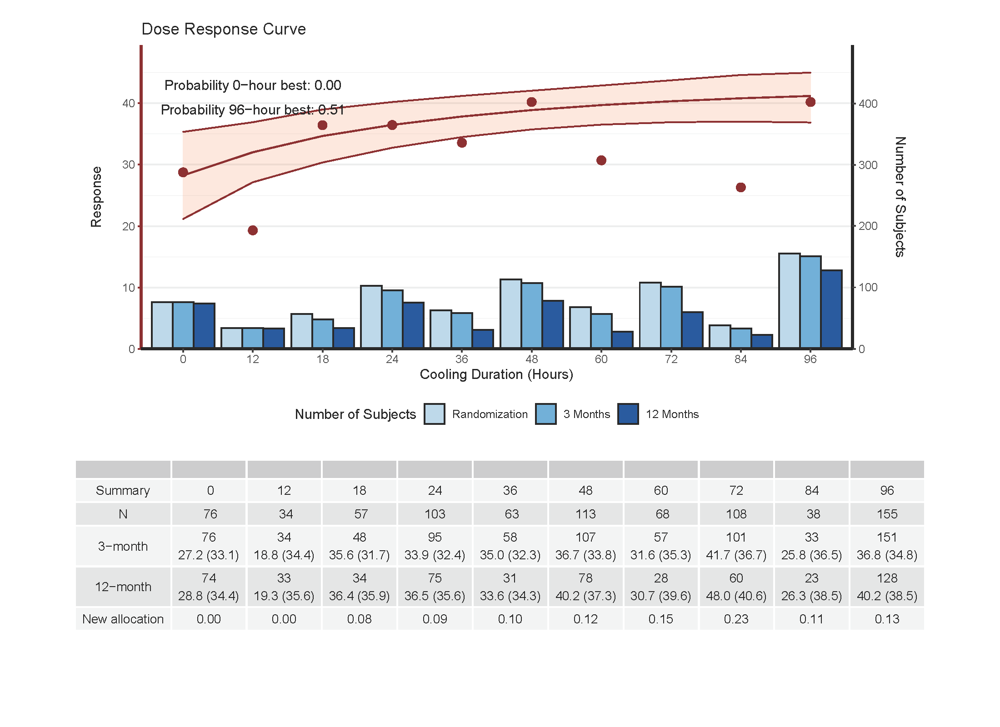 Dose Response Curve
Probability 0−hour best: 0.00
Probability 96−hour best: 0.51
Response
40
30
20
10
0
400
300
200
100
0
Number of Subjects
0 12 18 24 36 48 60 72 84 96
Cooling Duration (Hours)
Number of Subjects Randomization 3 Months 12 Months
Summary 0 12 18 24 36 48 60 72 84 96
N 76 34 57 103 63 113 68 108 38 155
3−month
76 34 48 95 58 107 57 101 33 151
27.2 (33.1) 18.8 (34.4) 35.6 (31.7) 33.9 (32.4) 35.0 (32.3) 36.7 (33.8) 31.6 (35.3) 41.7 (36.7) 25.8 (36.5) 36.8 (34.8)
12−month
74 33 34 75 31 78 28 60 23 128
28.8 (34.4) 19.3 (35.6) 36.4 (35.9) 36.5 (35.6) 33.6 (34.3) 40.2 (37.3) 30.7 (39.6) 48.0 (40.6) 26.3 (38.5) 40.2 (38.5)
New allocation 0.00 0.00 0.08 0.09 0.10 0.12 0.15 0.23 0.11 0.13